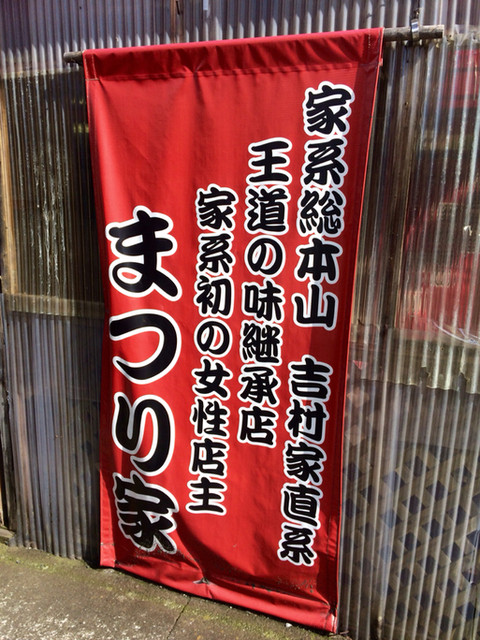 家系総本山 吉村家直系
王道の味継承店
家系初の女性店主
まつり家